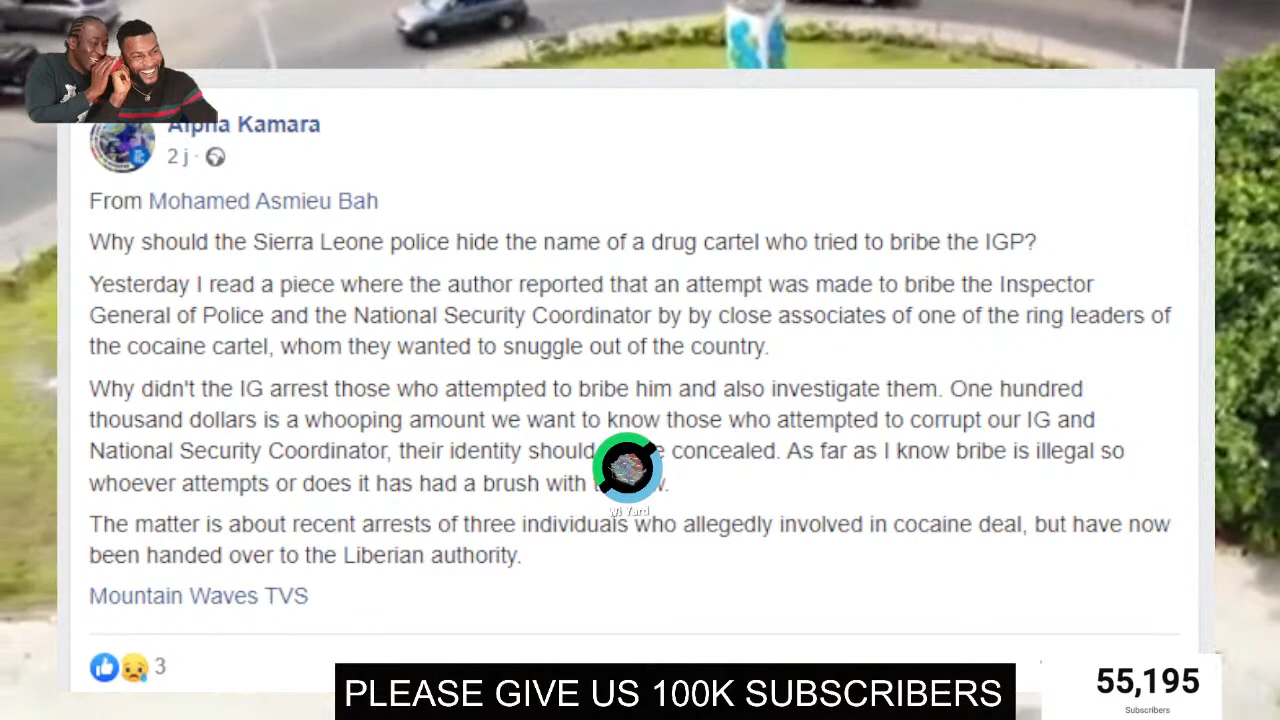 Alpha Kamara
2 j ·
From Mohamed Asmieu Bah
Why should the Sierra Leone police hide the name of a drug cartel who tried to bribe the IGP?
Yesterday I read a piece where the author reported that an attempt was made to bribe the Inspector
General of Police and the National Security Coordinator by by close associates of one of the ring leaders of
the cocaine cartel, whom they wanted to snuggle out of the country.
Why didn't the IG arrest those who attempted to bribe him and also investigate them. One hundred
thousand dollars is a whooping amount we want to know those who attempted to corrupt our IG and
National Security Coordinator, their identity should concealed. As far as I know bribe is illegal so
whoever attempts or does it has had a brush with
Wi Yard
The matter is about recent arrests of three individuals who allegedly involved in cocaine deal, but have now
been handed over to the Liberian authority.
Mountain Waves TVS
3
PLEASE GIVE US 100K SUBSCRIBERS
55,195
Subscribers